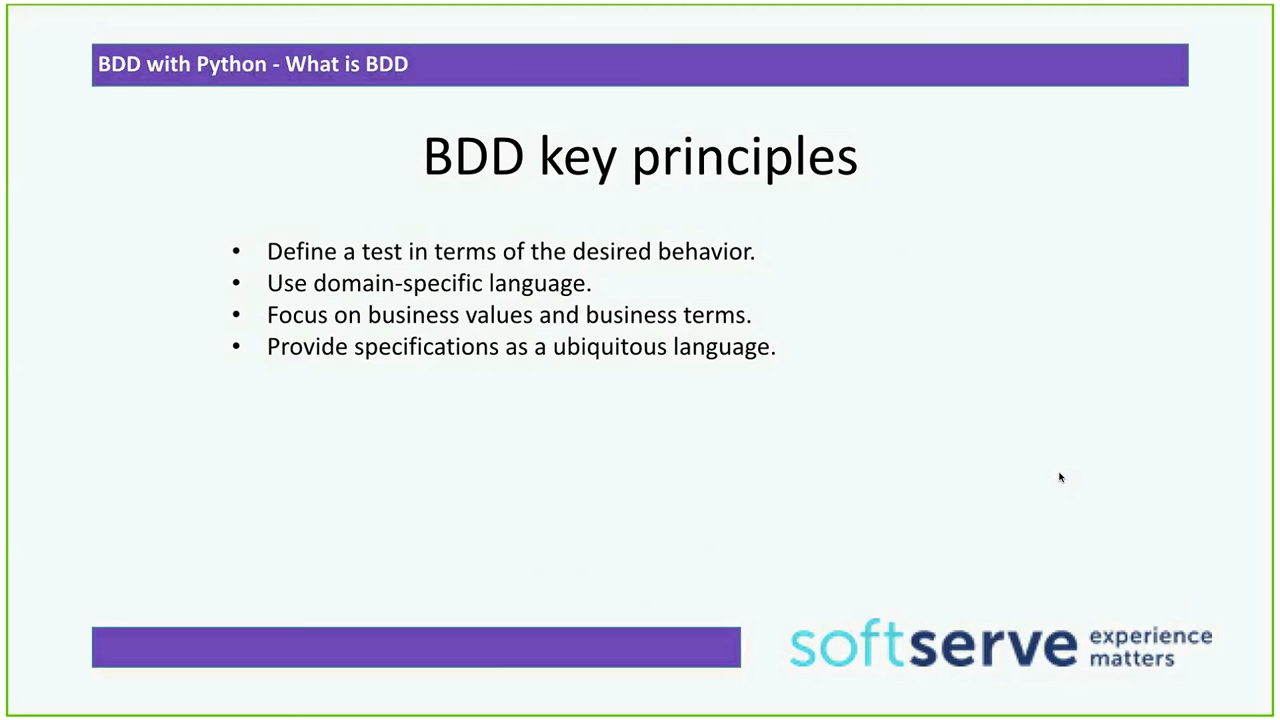 BDD with Python - What is BDD
BDD key principles
• Define a test in terms of the desired behavior.
• Use domain-specific language.
• Focus on business values and business terms.
• Provide specifications as a ubiquitous language.
softserve experience
matters